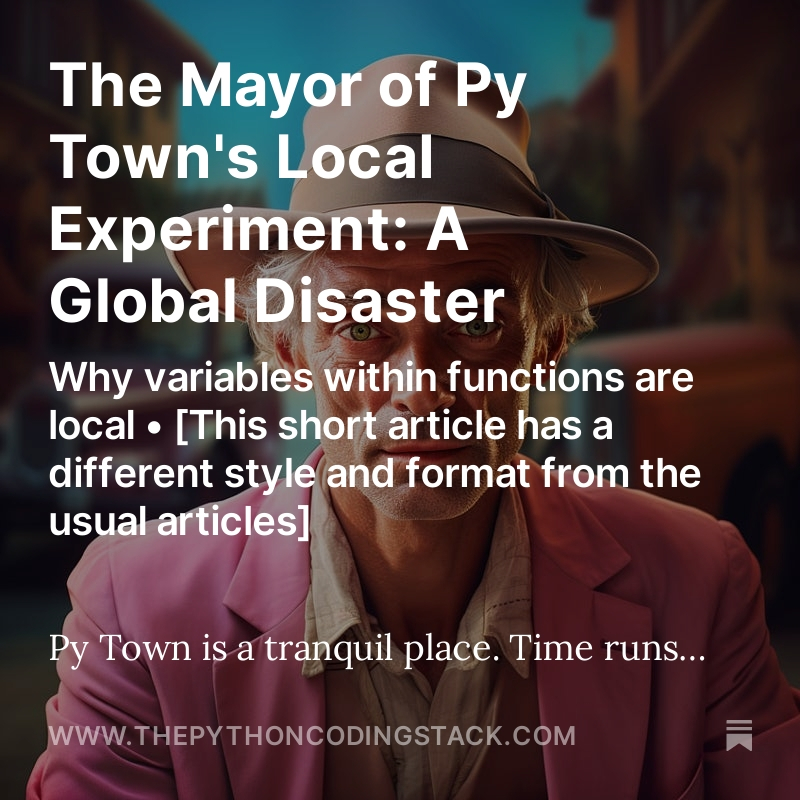 The Mayor of Py
Town's Local
Experiment: A
Global Disaster
Why variables within functions are
local • [This short article has a
different style and format from the
usual articles]
Py Town is a tranquil place. Time runs...
WWW.THEPYTHONCODINGSTACK.COM